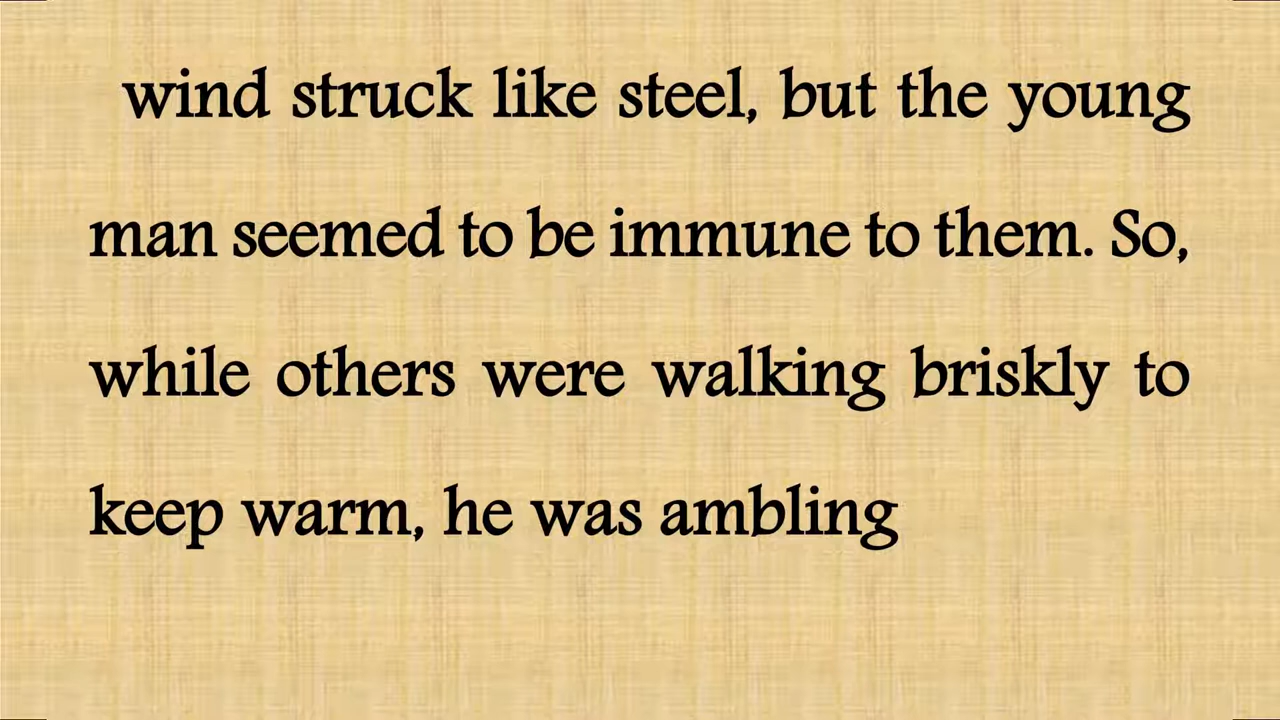 wind struck like steel, but the young
man seemed to be immune to them. So,
while others were walking briskly to
keep warm, he was ambling